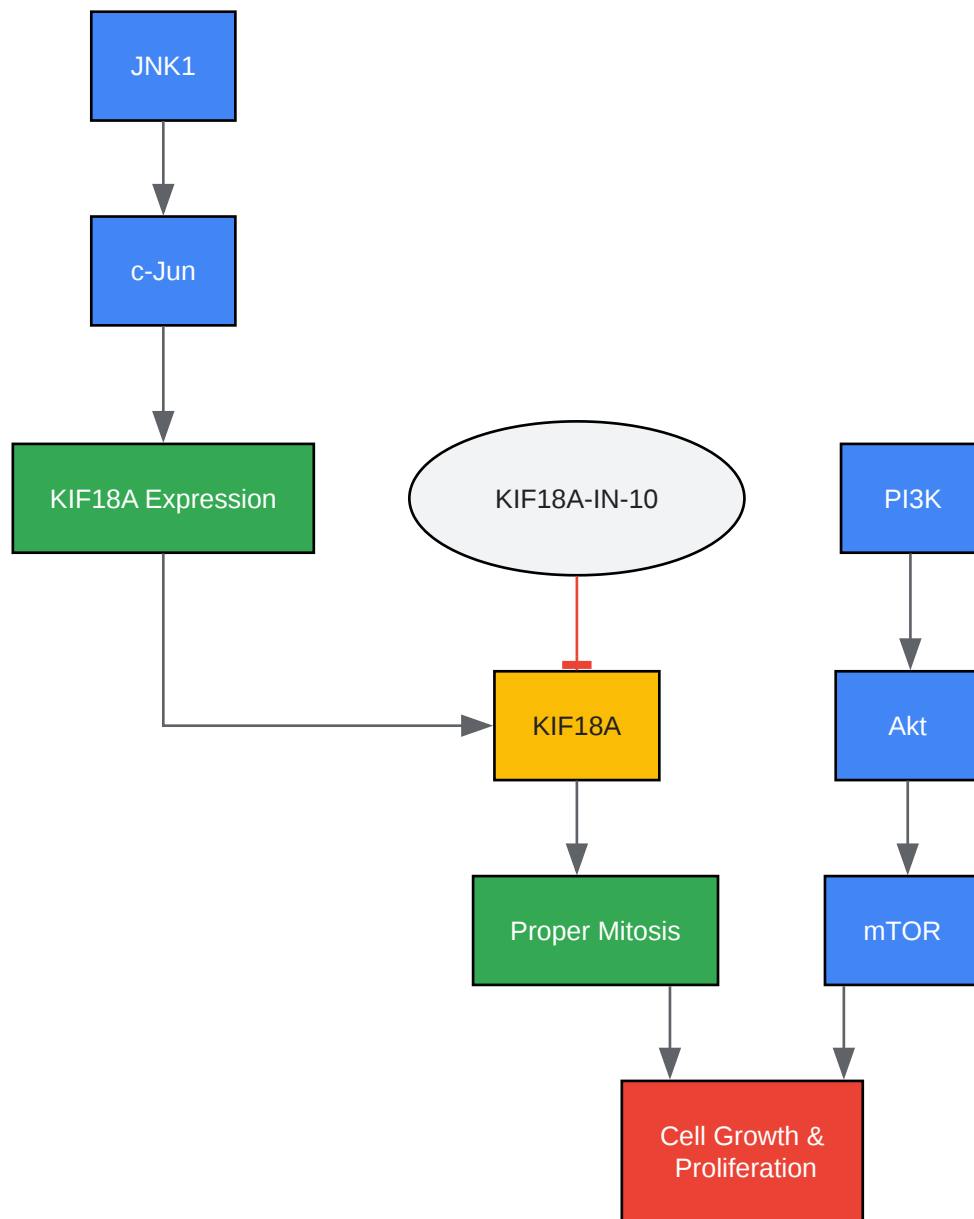 JNK1
c-Jun
KIF18A Expression
KIF18A-IN-10
PI3K
KIF18A
Akt
Proper Mitosis
mTOR
Cell Growth &
Proliferation